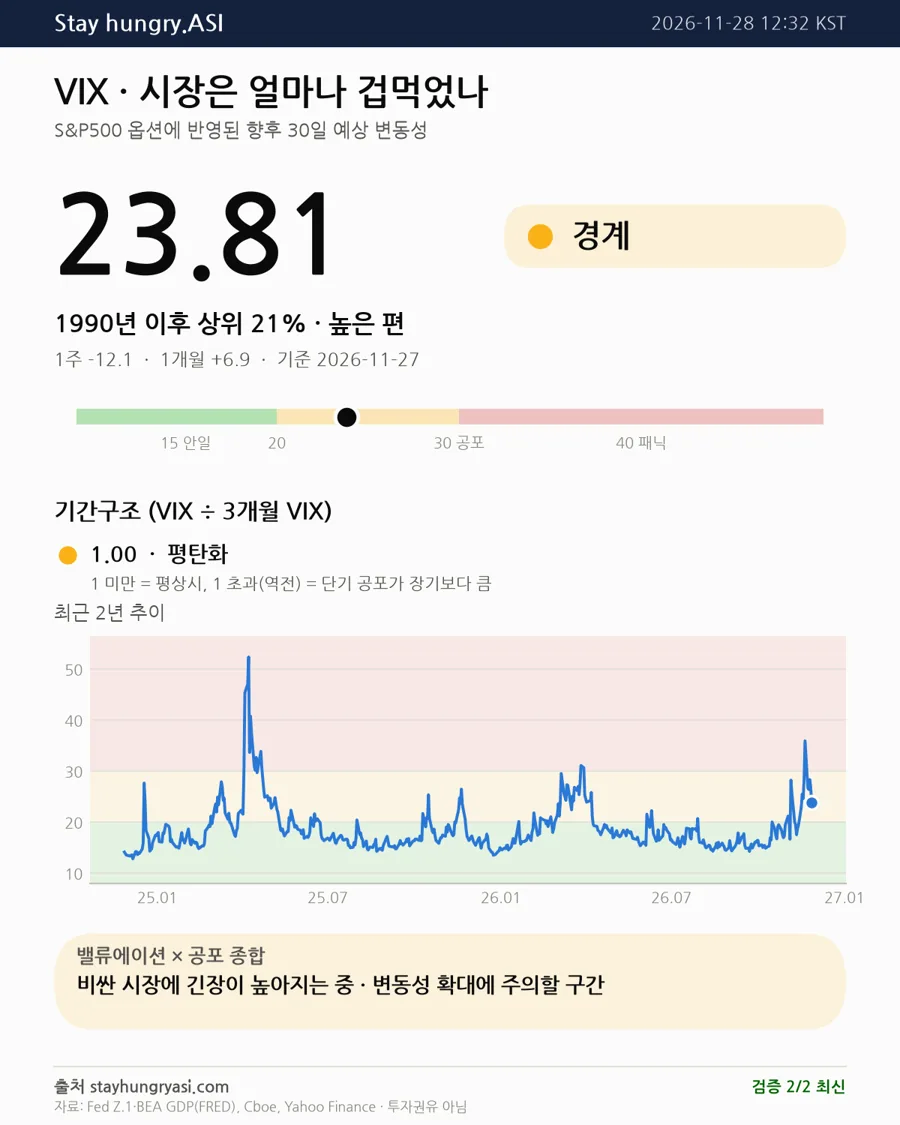 Stay hungry.ASI
2026-11-28 12:32 KST
VIX · 시장은 얼마나 겁먹었나
S&P500 옵션에 반영된 향후 30일 예상 변동성
23.81
경계
1990년 이후 상위 21% · 높은 편
1주 -12.1 · 1개월 +6.9 · 기준 2026-11-27
15 안일 20 30 공포 40 패닉
기간구조 (VIX ÷ 3개월 VIX)
1.00 · 평탄화
1 미만 = 평상시, 1 초과(역전) = 단기 공포가 장기보다 큼
최근 2년 추이
50
40
30
20
10
25.01 25.07 26.01 26.07 27.01
밸류에이션 × 공포 종합
비싼 시장에 긴장이 높아지는 중 · 변동성 확대에 주의할 구간
출처 stayhungryasi.com
검증 2/2 최신
자료: Fed Z.1·BEA GDP(FRED), Cboe, Yahoo Finance · 투자권유 아님